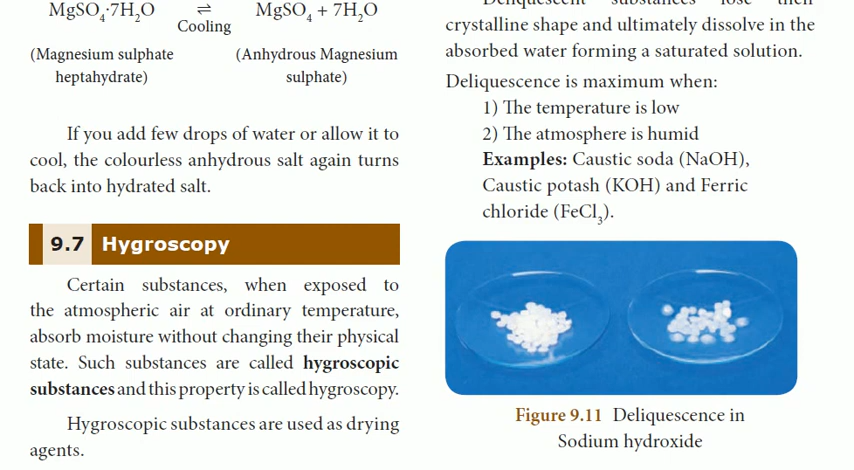 MgSO₄·7H₂O ⇌ MgSO₄ + 7H₂O
Cooling
(Magnesium sulphate (Anhydrous Magnesium
heptahydrate) sulphate)
If you add few drops of water or allow it to
cool, the colourless anhydrous salt again turns
back into hydrated salt.
9.7 Hygroscopy
Certain substances, when exposed to
the atmospheric air at ordinary temperature,
absorb moisture without changing their physical
state. Such substances are called hygroscopic
substances and this property is called hygroscopy.
Hygroscopic substances are used as drying
agents.
Deliquescent substances lose their
crystalline shape and ultimately dissolve in the
absorbed water forming a saturated solution.
Deliquescence is maximum when:
1) The temperature is low
2) The atmosphere is humid
Examples: Caustic soda (NaOH),
Caustic potash (KOH) and Ferric
chloride (FeCl₃).
Figure 9.11 Deliquescence in
Sodium hydroxide